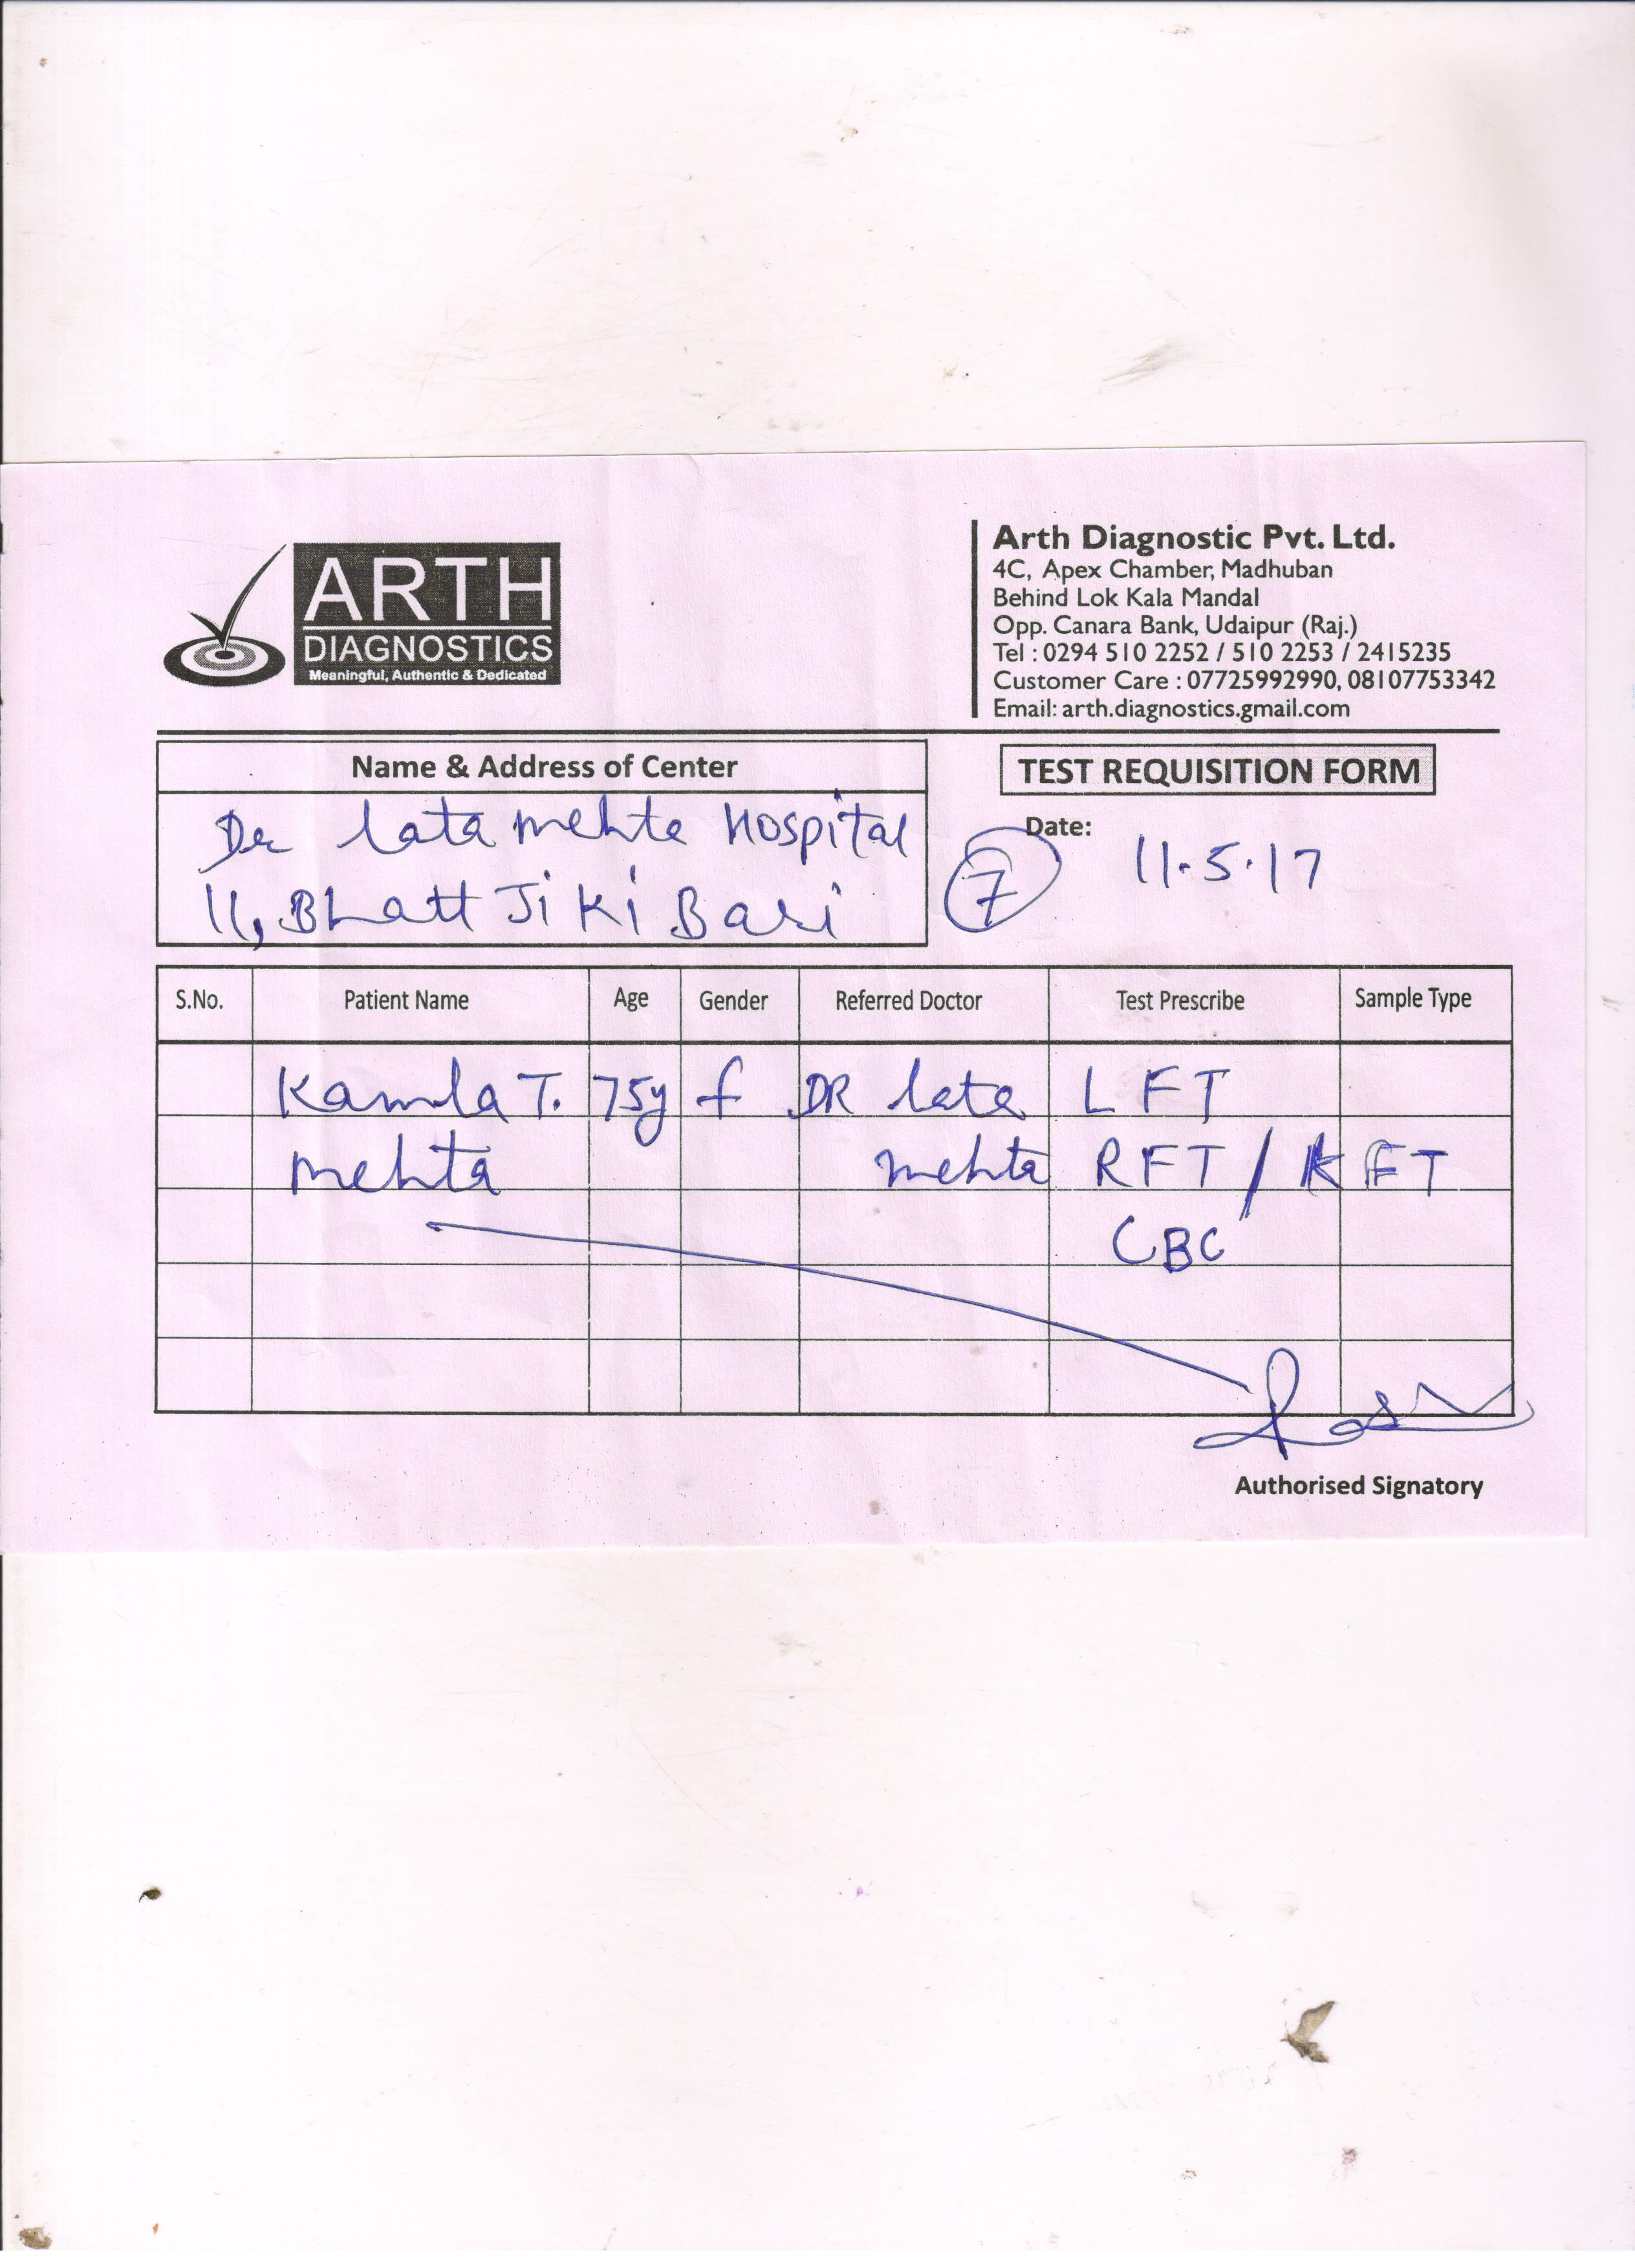 ARTH
DIAGNOSTICS
Meaningful, Authentic & Dedicated
Arth Diagnostic Pvt. Ltd.
4C, Apex Chamber, Madhuban
Behind Lok Kala Mandal
Opp. Canara Bank, Udaipur (Raj.)
Tel : 0294 510 2252 / 510 2253 / 2415235
Customer Care : 07725992990, 08107753342
Email: arth.diagnostics.gmail.com
Name & Address of Center
Dr lata mehta Hospital
11, Bhatt Ji Ki Bari
TEST REQUISITION FORM
Date: 11.5.17
7
S.No. Patient Name Age Gender Referred Doctor Test Prescribe Sample Type
Kamla T. 75y f DR lata LFT
mehta mehta RFT / KFT
CBC
Authorised Signatory